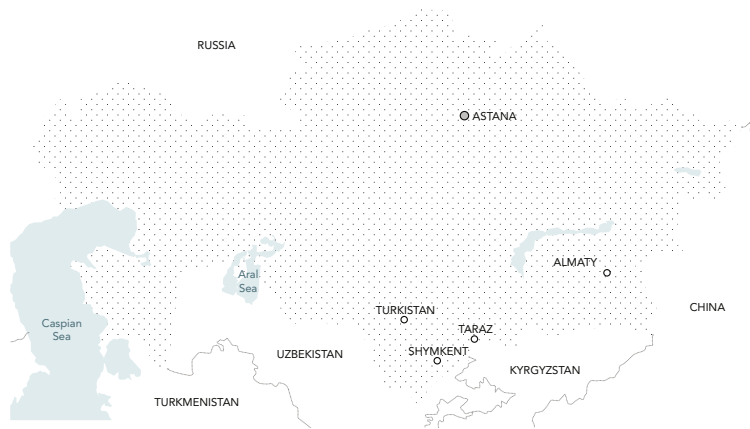 RUSSIA
ASTANA
ALMATY
Aral
Sea
CHINA
TURKISTAN
Caspian
Sea
TARAZ
SHYMKENT
UZBEKISTAN
KYRGYZSTAN
TURKMENISTAN